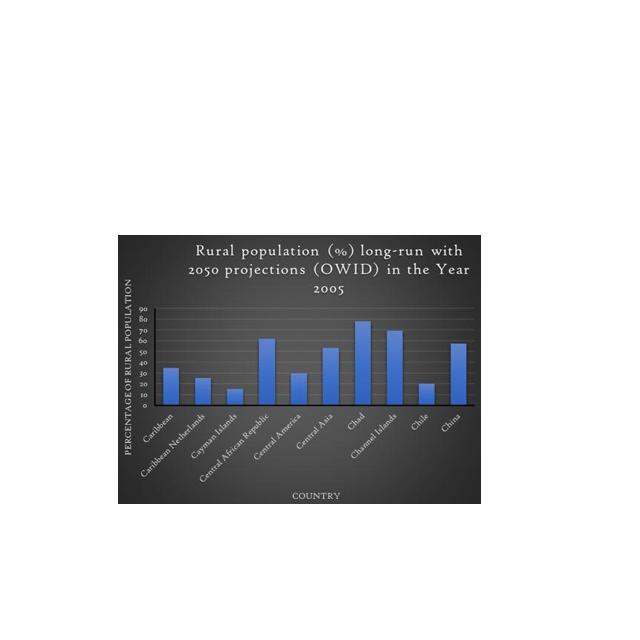 Rural population (%) long-run with
2050 projections (OWID) in the Year
2005
PERCENTAGE OF RURAL POPULATION
90
80
70
60
50
40
30
20
10
0
Caribbean
Caribbean Netherlands
Cayman Islands
Central African Republic
Central America
Central Asia
Chad
Channel Islands
Chile
China
COUNTRY